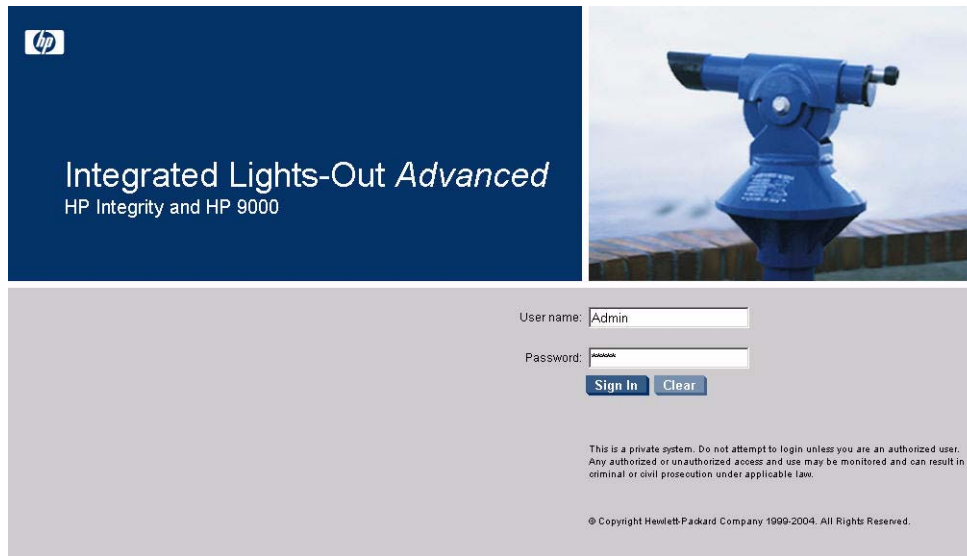 hp
Integrated Lights-Out Advanced
HP Integrity and HP 9000
User name: Admin
Password: *****
Sign In Clear
This is a private system. Do not attempt to login unless you are an authorized user.
Any authorized or unauthorized access and use may be monitored and can result in
criminal or civil prosecution under applicable law.
© Copyright Hewlett-Packard Company 1999-2004. All Rights Reserved.